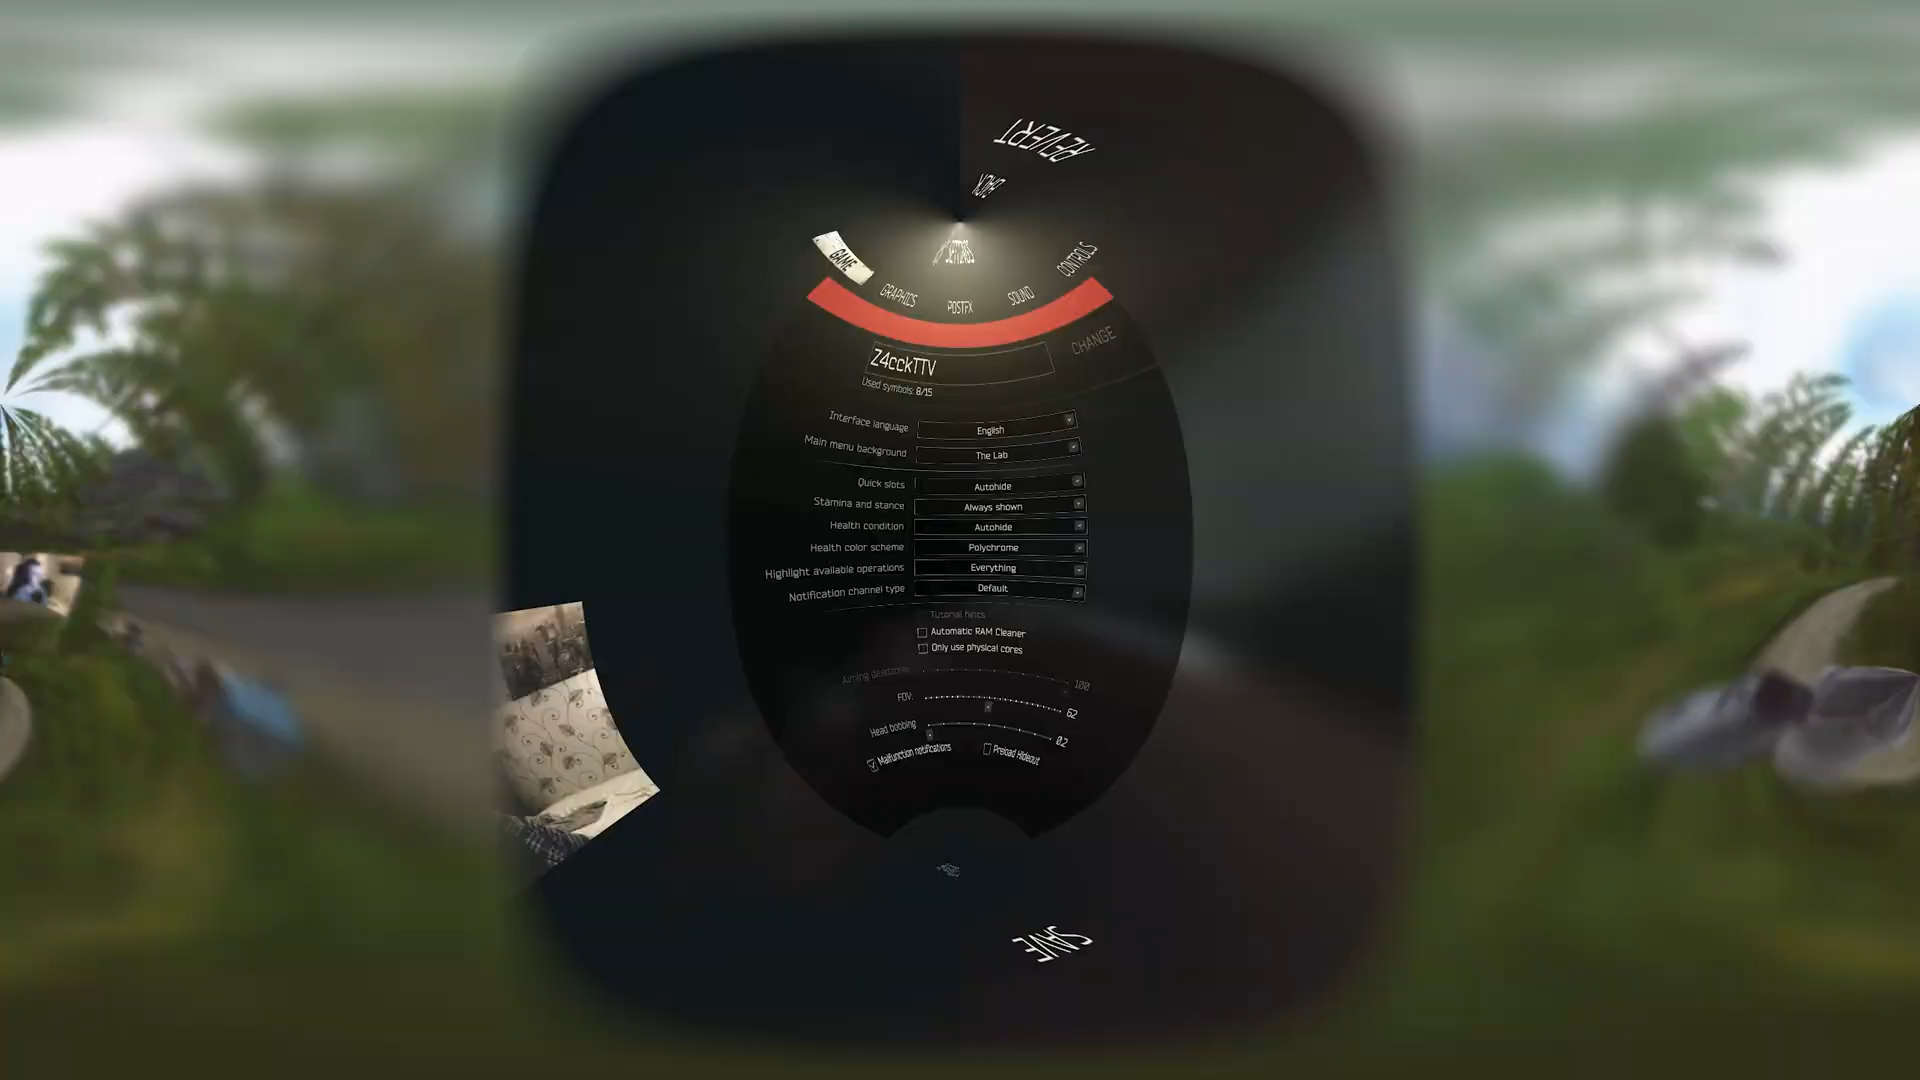 REVERT
BACK
SETTINGS
GAME
GRAPHICS
POSTFX
SOUND
CONTROLS
Z4cckTTV
CHANGE
Used symbols: 8/15
Interface language English
Main menu background The Lab
Quick slots Autohide
Stamina and stance Always shown
Health condition Autohide
Health color scheme Polychrome
Highlight available operations Everything
Notification channel type Default
Tutorial hints
Automatic RAM Cleaner
Only use physical cores
Aiming deadzone 100
FOV: 62
Head bobbing 0.2
Malfunction notifications Preload Hideout
SAVE